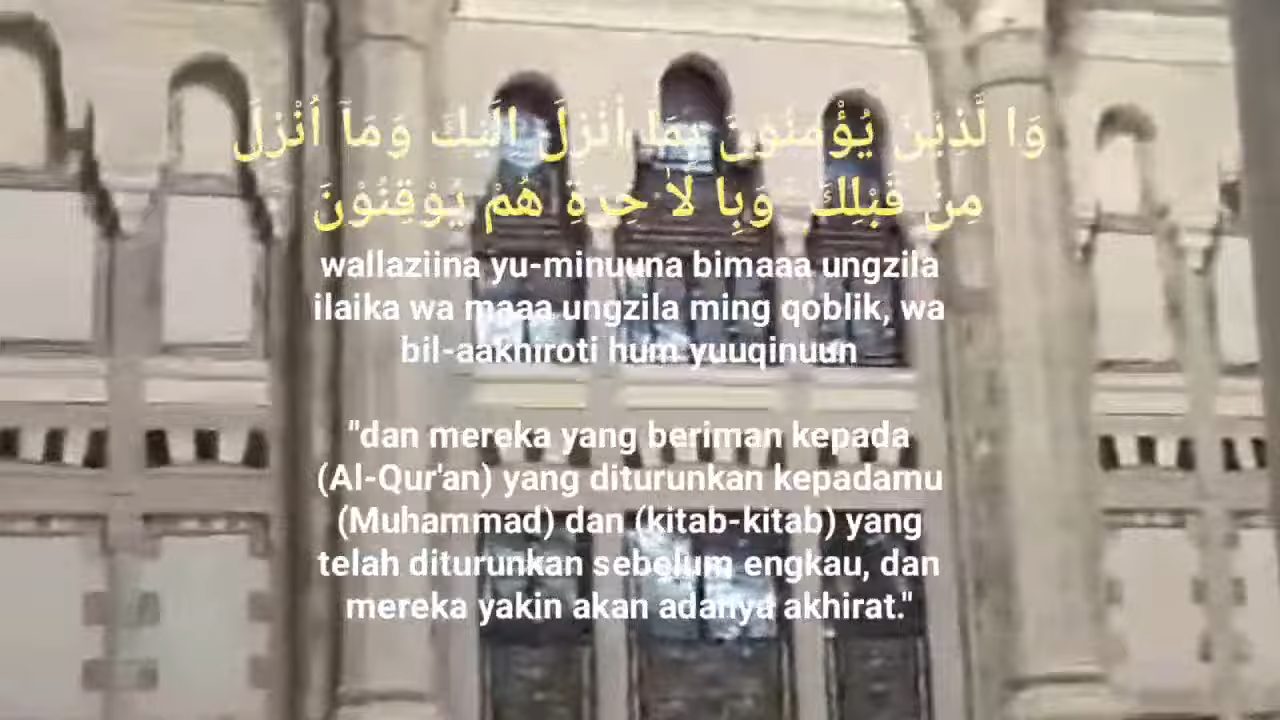 وَا لَّذِيْنَ يُؤْمِنُوْنَ بِمَاۤ اُنْزِلَ اِلَيْكَ وَمَاۤ اُنْزِلَ
مِنْ قَبْلِكَ ۚ وَبِا لْاٰ خِرَةِ هُمْ يُوْقِنُوْنَ
wallaziina yu-minuuna bimaaa ungzila
ilaika wa maaa ungzila ming qoblik, wa
bil-aakhiroti hum yuuqinuun
"dan mereka yang beriman kepada
(Al-Qur'an) yang diturunkan kepadamu
(Muhammad) dan (kitab-kitab) yang
telah diturunkan sebelum engkau, dan
mereka yakin akan adanya akhirat."